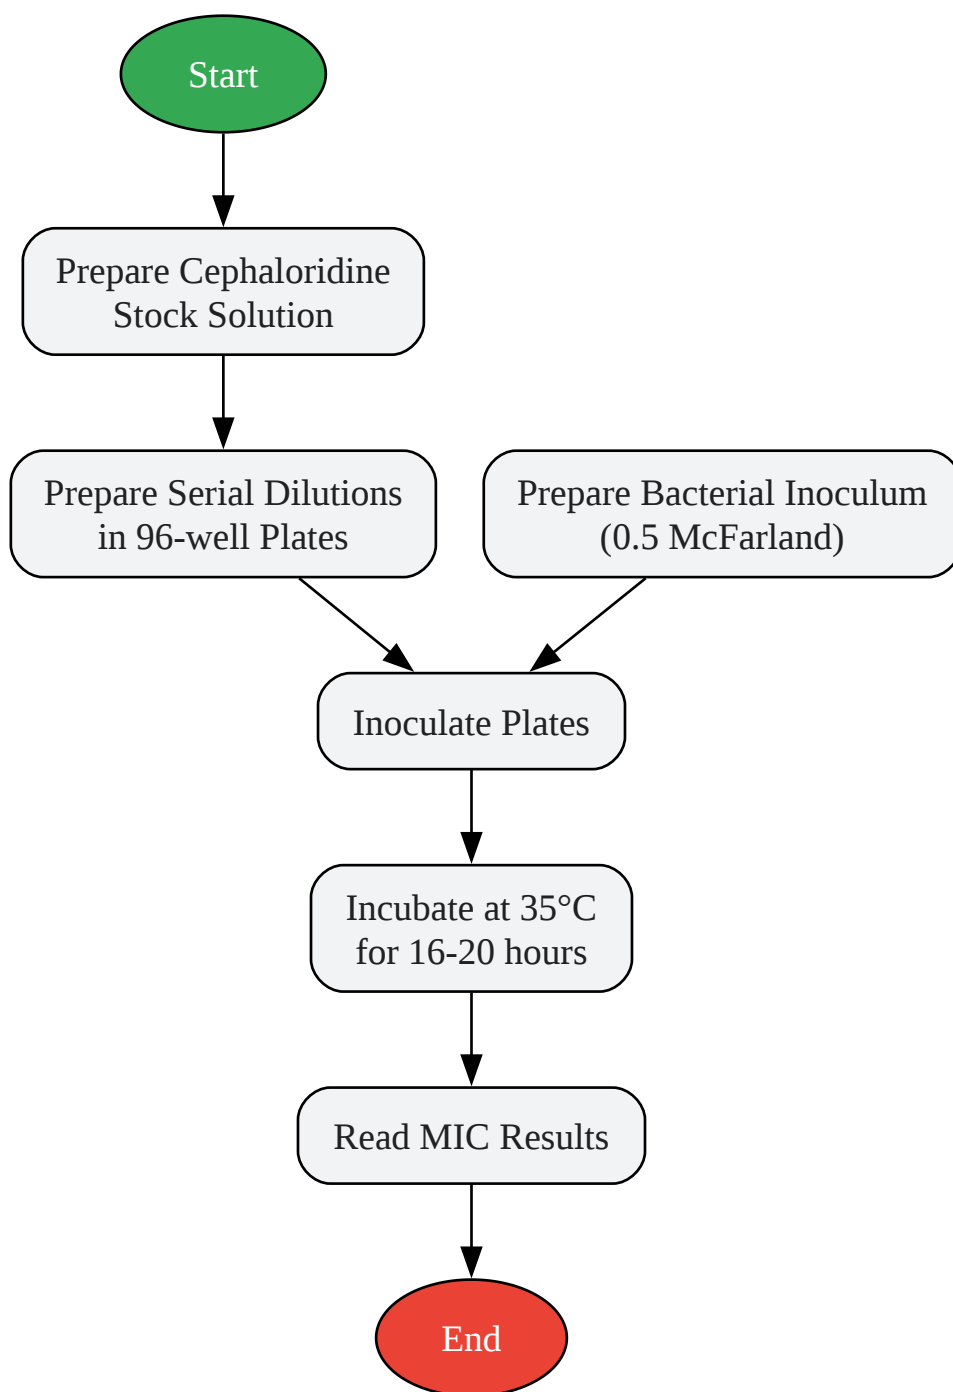 Start
Prepare Cephaloridine
Stock Solution
Prepare Serial Dilutions
in 96-well Plates
Prepare Bacterial Inoculum
(0.5 McFarland)
Inoculate Plates
Incubate at 35°C
for 16-20 hours
Read MIC Results
End